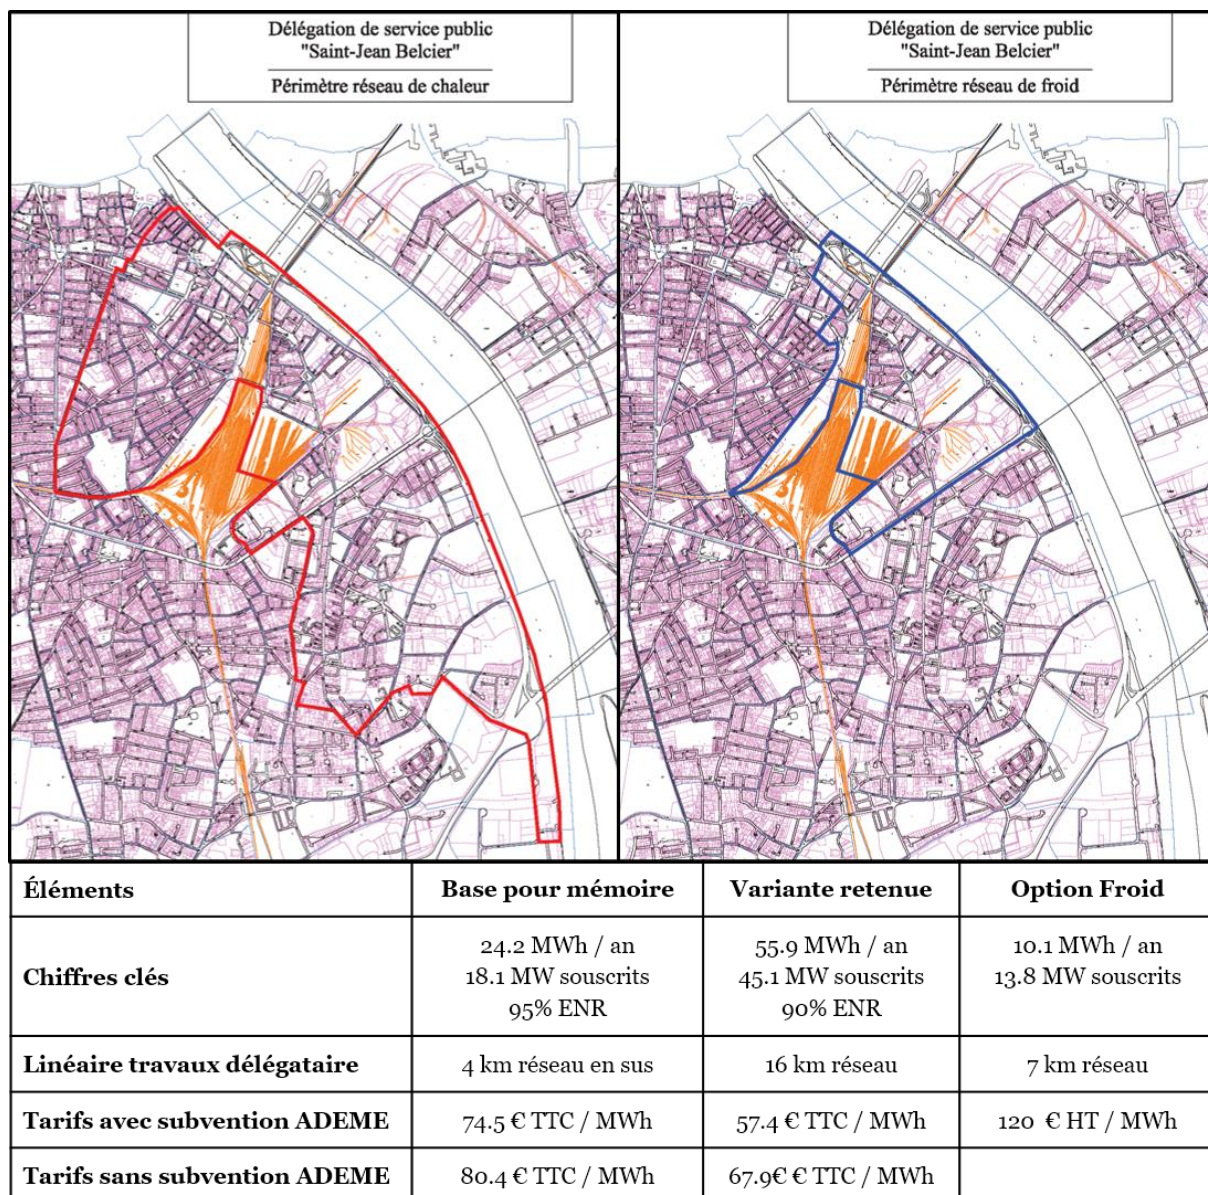 Délégation de service public
"Saint-Jean Belcier"
Périmètre réseau de chaleur
Délégation de service public
"Saint-Jean Belcier"
Périmètre réseau de froid
Éléments
Base pour mémoire
Variante retenue
Option Froid
Chiffres clés
24.2 MWh / an
18.1 MW souscrits
95% ENR
55.9 MWh / an
45.1 MW souscrits
90% ENR
10.1 MWh / an
13.8 MW souscrits
Linéaire travaux délégataire
4 km réseau en sus
16 km réseau
7 km réseau
Tarifs avec subvention ADEME
74.5 € TTC / MWh
57.4 € TTC / MWh
120 € HT / MWh
Tarifs sans subvention ADEME
80.4 € TTC / MWh
67.9€ € TTC / MWh